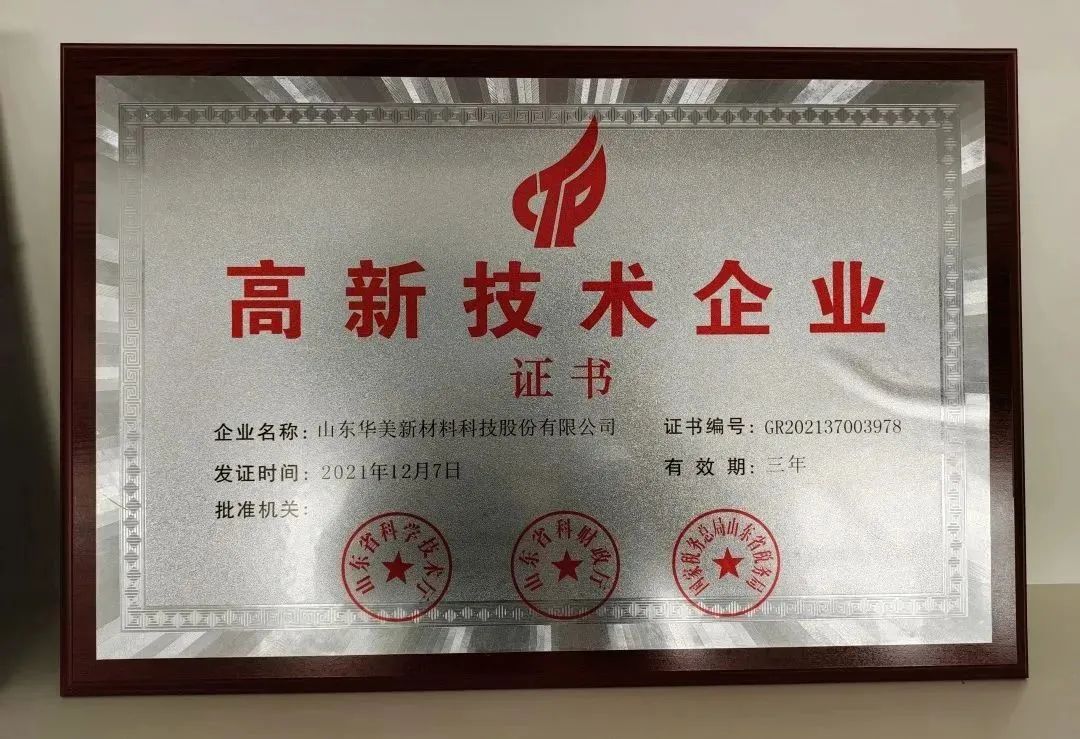 高新技术企业
证书
企业名称：山东华美新材料科技股份有限公司
证书编号：GR202137003978
发证时间：2021年12月7日
有效期：三年
批准机关：
山东省科学技术厅
山东省科财政厅
国家税务总局山东省税务局